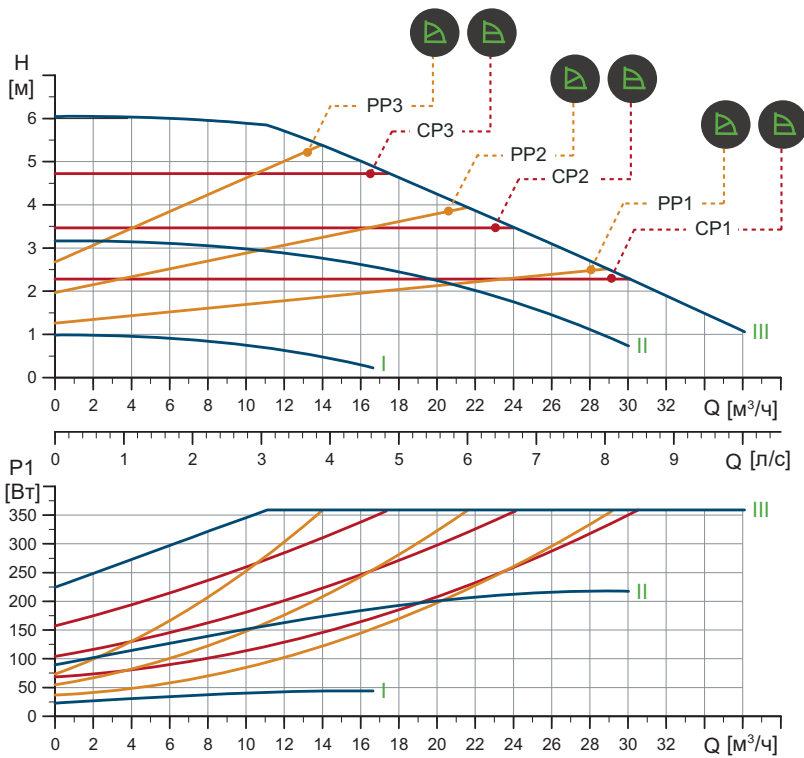 H
[м]
PP3
CP3
PP2
CP2
PP1
CP1
6
5
4
3
2
1
0
I
II
III
0 2 4 6 8 10 12 14 16 18 20 22 24 26 28 30 32 Q [м³/ч]
0 1 2 3 4 5 6 7 8 9 Q [л/с]
P1
[Вт]
350
300
250
200
150
100
50
0
III
II
I
0 2 4 6 8 10 12 14 16 18 20 22 24 26 28 30 32 Q [м³/ч]